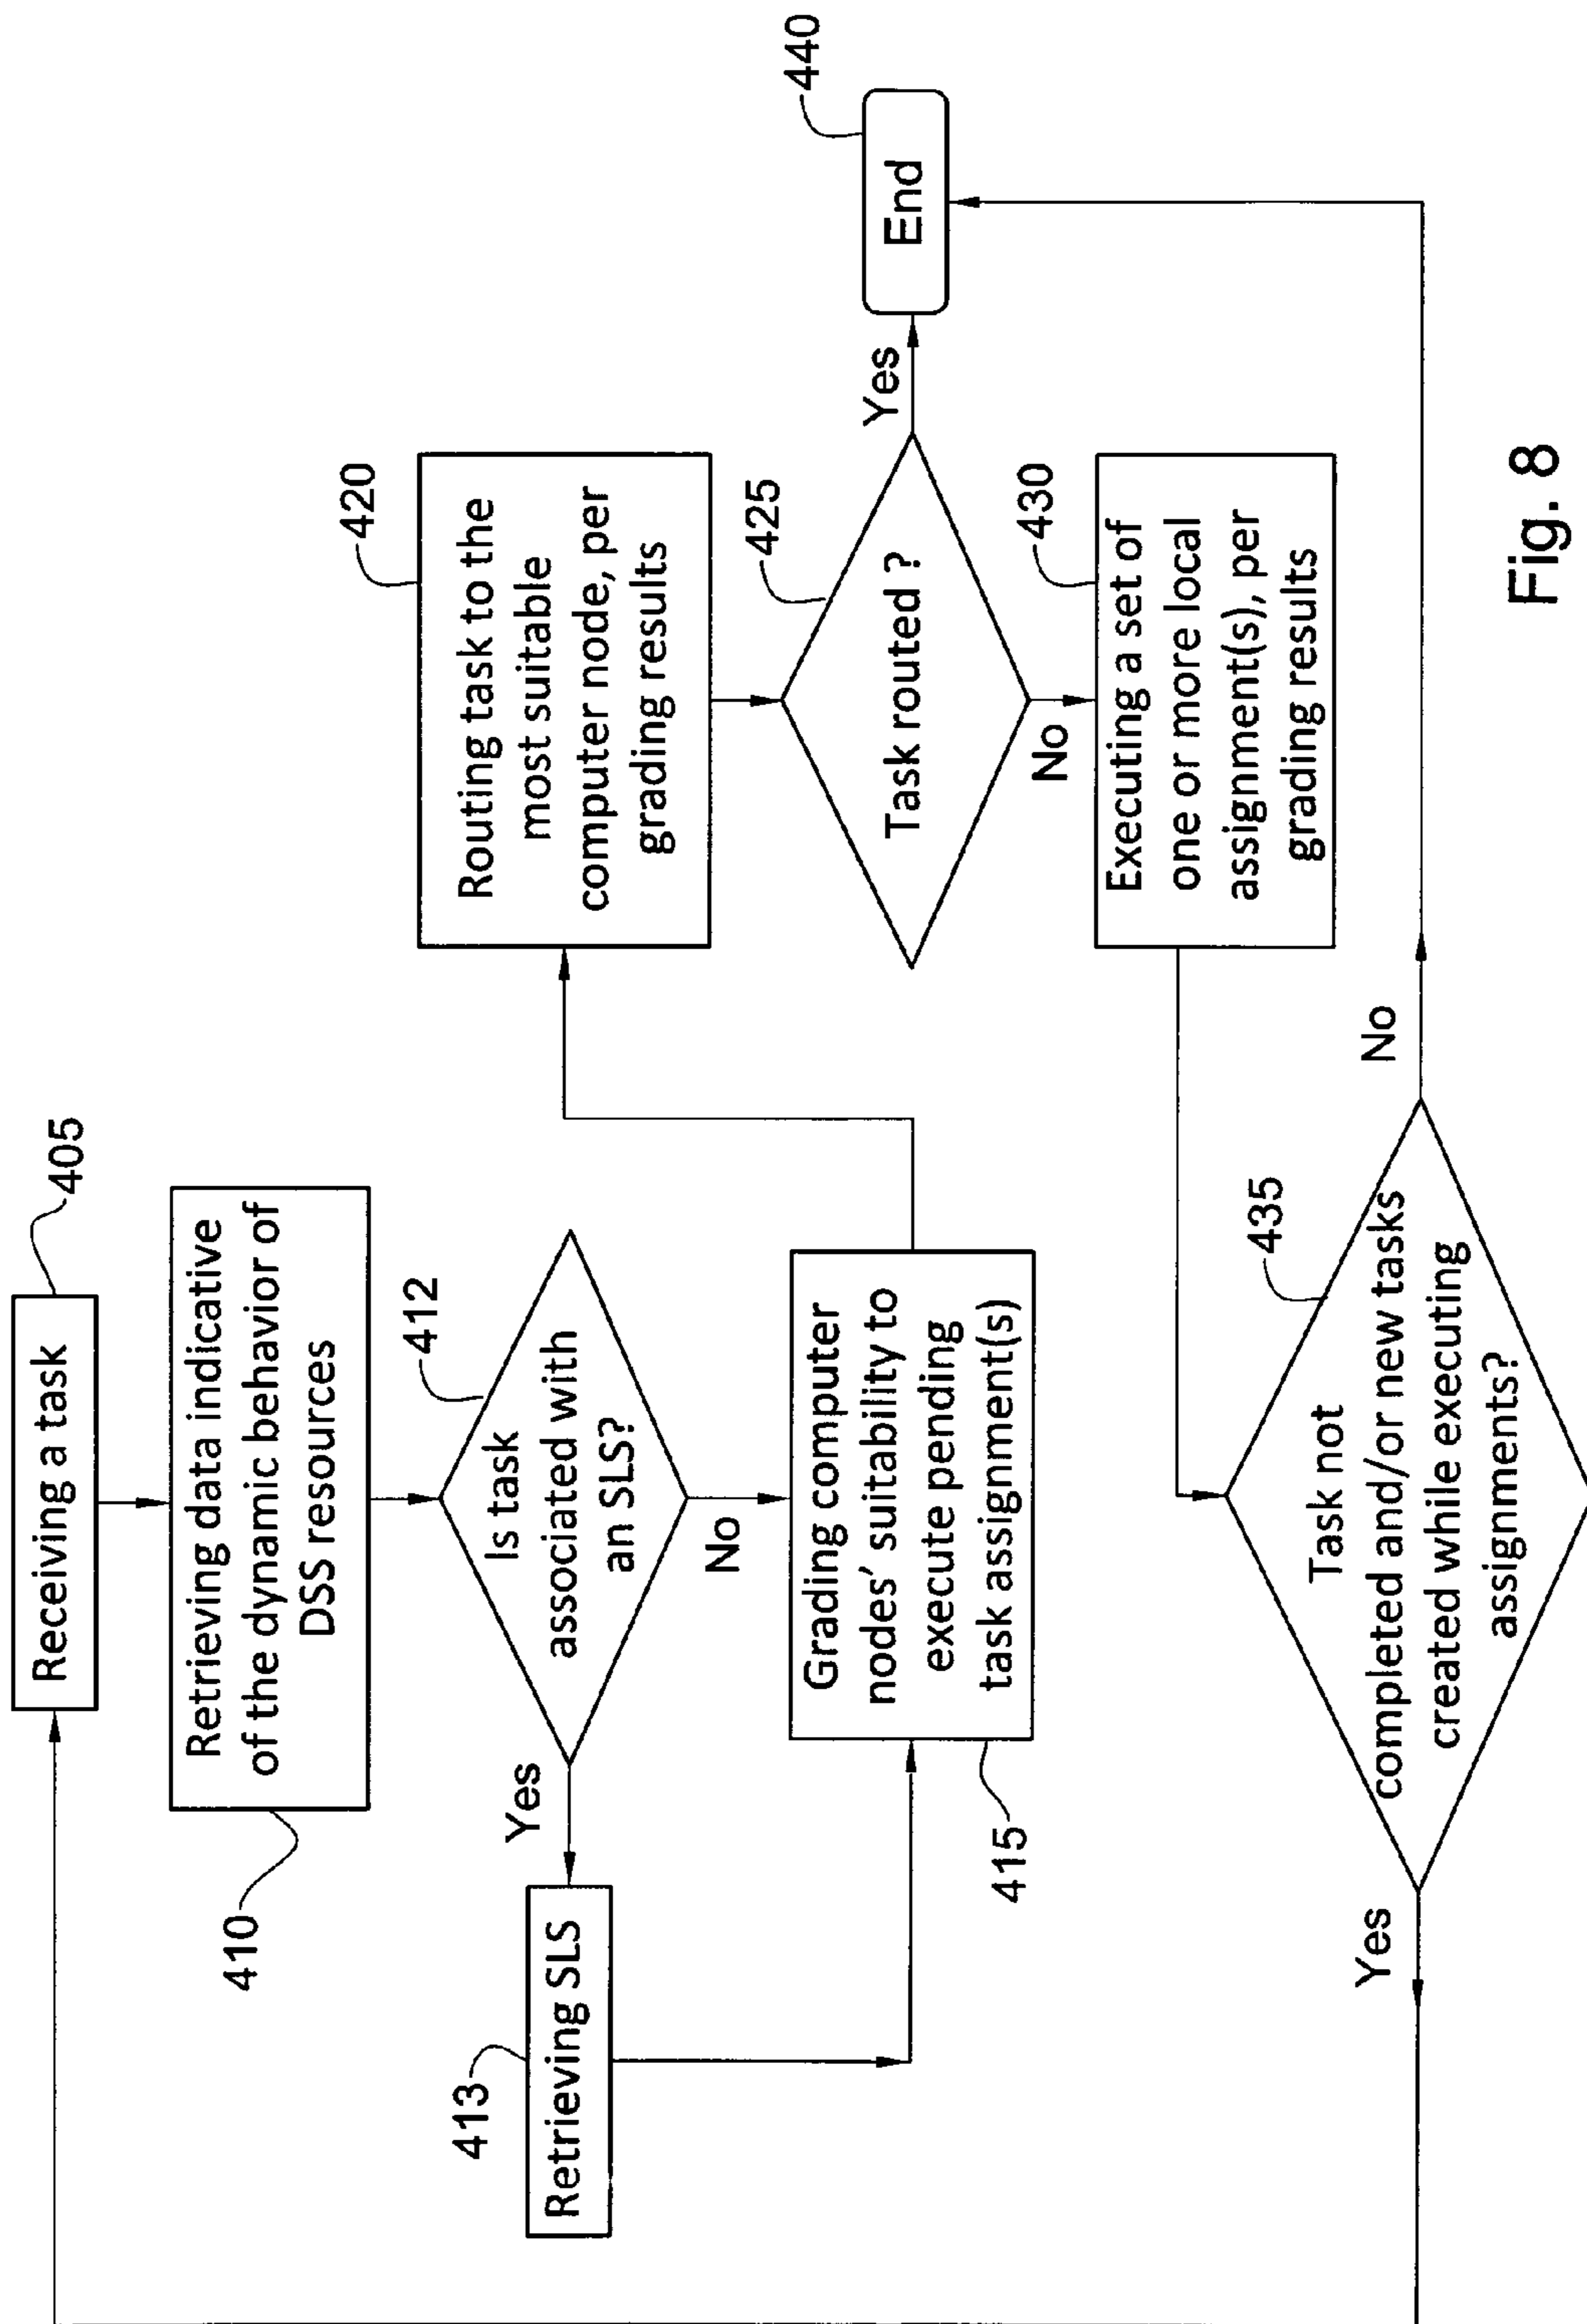 Receiving a task
405
Retrieving data indicative
of the dynamic behavior of
DSS resources
410
Is task
associated with
an SLS?
412
Yes
No
Retrieving SLS
413
Grading computer
nodes' suitability to
execute pending
task assignment(s)
415
Routing task to the
most suitable
computer node, per
grading results
420
Task routed ?
425
Yes
No
End
440
Executing a set of
one or more local
assignment(s), per
grading results
430
Task not
completed and/or new tasks
created while executing
assignments?
435
Yes
No
Fig. 8